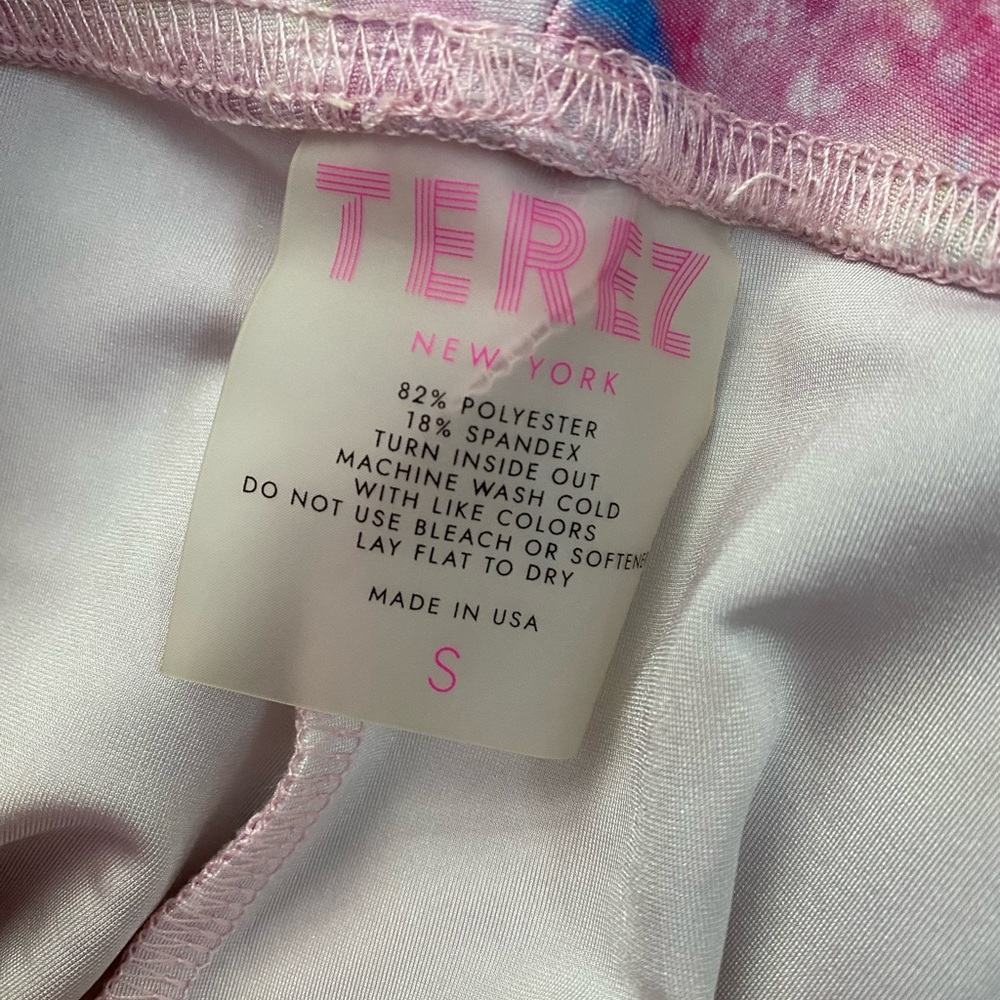 TEREZ
NEW YORK
82% POLYESTER
18% SPANDEX
TURN INSIDE OUT
MACHINE WASH COLD
WITH LIKE COLORS
DO NOT USE BLEACH OR SOFTENE
LAY FLAT TO DRY
MADE IN USA
S